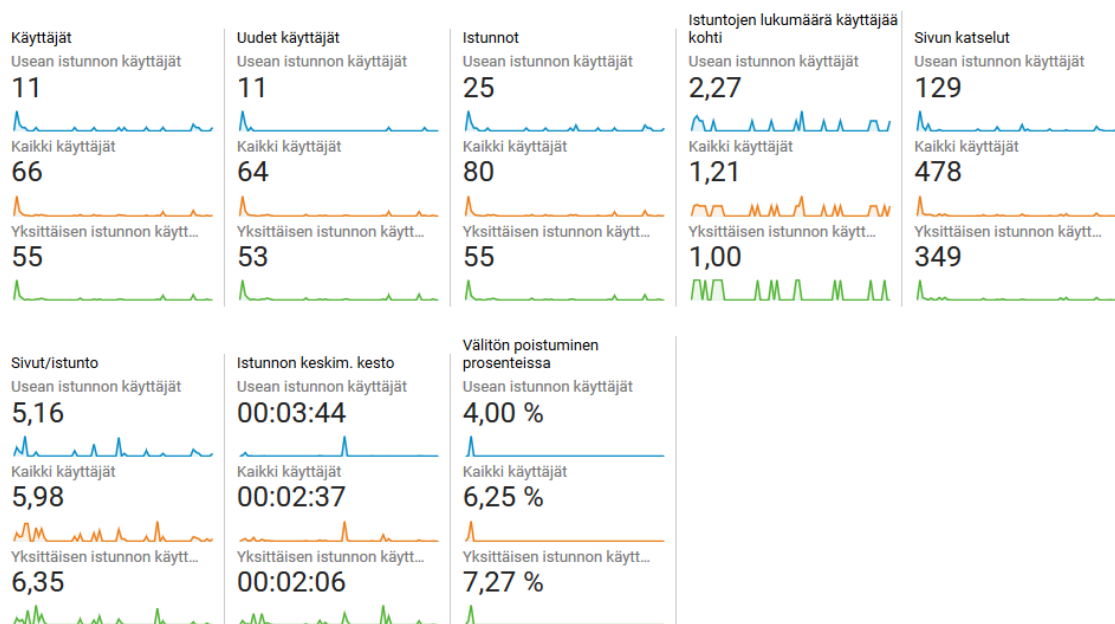 Käyttäjät
Usean istunnon käyttäjät
11
Kaikki käyttäjät
66
Yksittäisen istunnon käytt...
55
Uudet käyttäjät
Usean istunnon käyttäjät
11
Kaikki käyttäjät
64
Yksittäisen istunnon käytt...
53
Istunnot
Usean istunnon käyttäjät
25
Kaikki käyttäjät
80
Yksittäisen istunnon käytt...
55
Istuntojen lukumäärä käyttäjää
kohti
Usean istunnon käyttäjät
2,27
Kaikki käyttäjät
1,21
Yksittäisen istunnon käytt...
1,00
Sivun katselut
Usean istunnon käyttäjät
129
Kaikki käyttäjät
478
Yksittäisen istunnon käytt...
349
Sivut/istunto
Usean istunnon käyttäjät
5,16
Kaikki käyttäjät
5,98
Yksittäisen istunnon käytt...
6,35
Istunnon keskim. kesto
Usean istunnon käyttäjät
00:03:44
Kaikki käyttäjät
00:02:37
Yksittäisen istunnon käytt...
00:02:06
Välitön poistuminen
prosenteissa
Usean istunnon käyttäjät
4,00 %
Kaikki käyttäjät
6,25 %
Yksittäisen istunnon käytt...
7,27 %